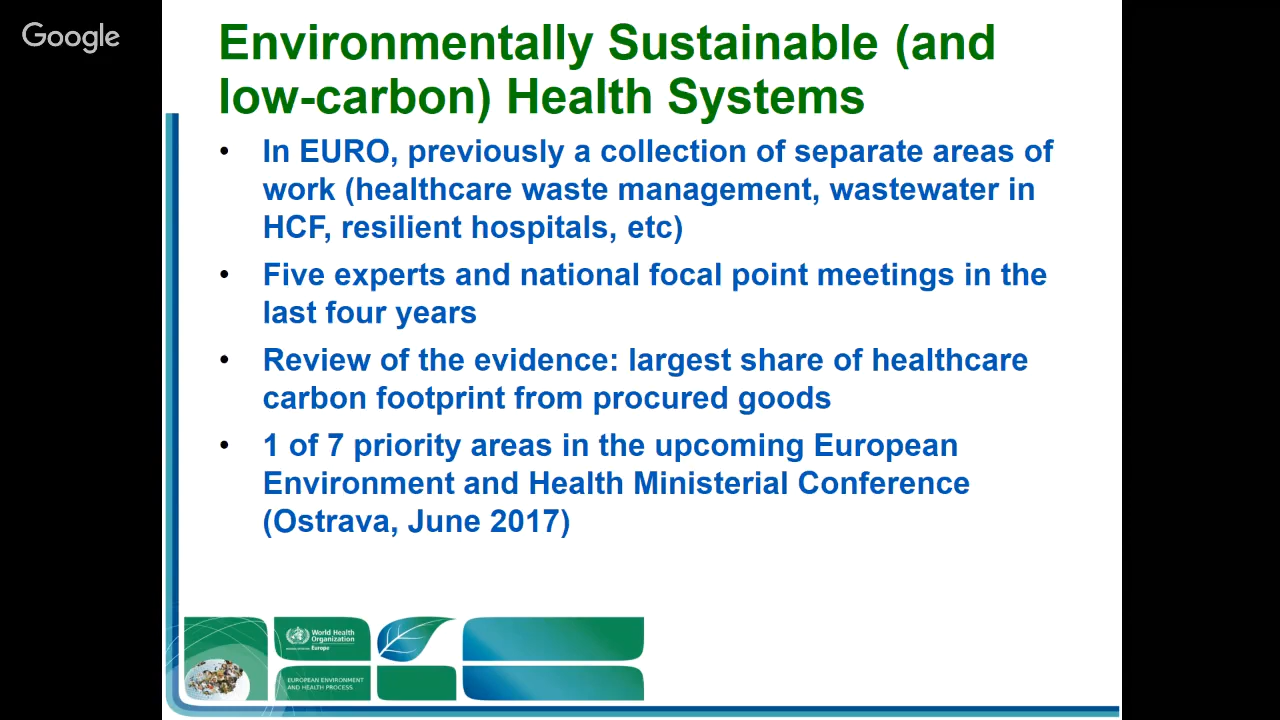 Google
Environmentally Sustainable (and
low-carbon) Health Systems
• In EURO, previously a collection of separate areas of
work (healthcare waste management, wastewater in
HCF, resilient hospitals, etc)
• Five experts and national focal point meetings in the
last four years
• Review of the evidence: largest share of healthcare
carbon footprint from procured goods
• 1 of 7 priority areas in the upcoming European
Environment and Health Ministerial Conference
(Ostrava, June 2017)
World Health
Organization
Europe
EUROPEAN ENVIRONMENT
AND HEALTH PROCESS